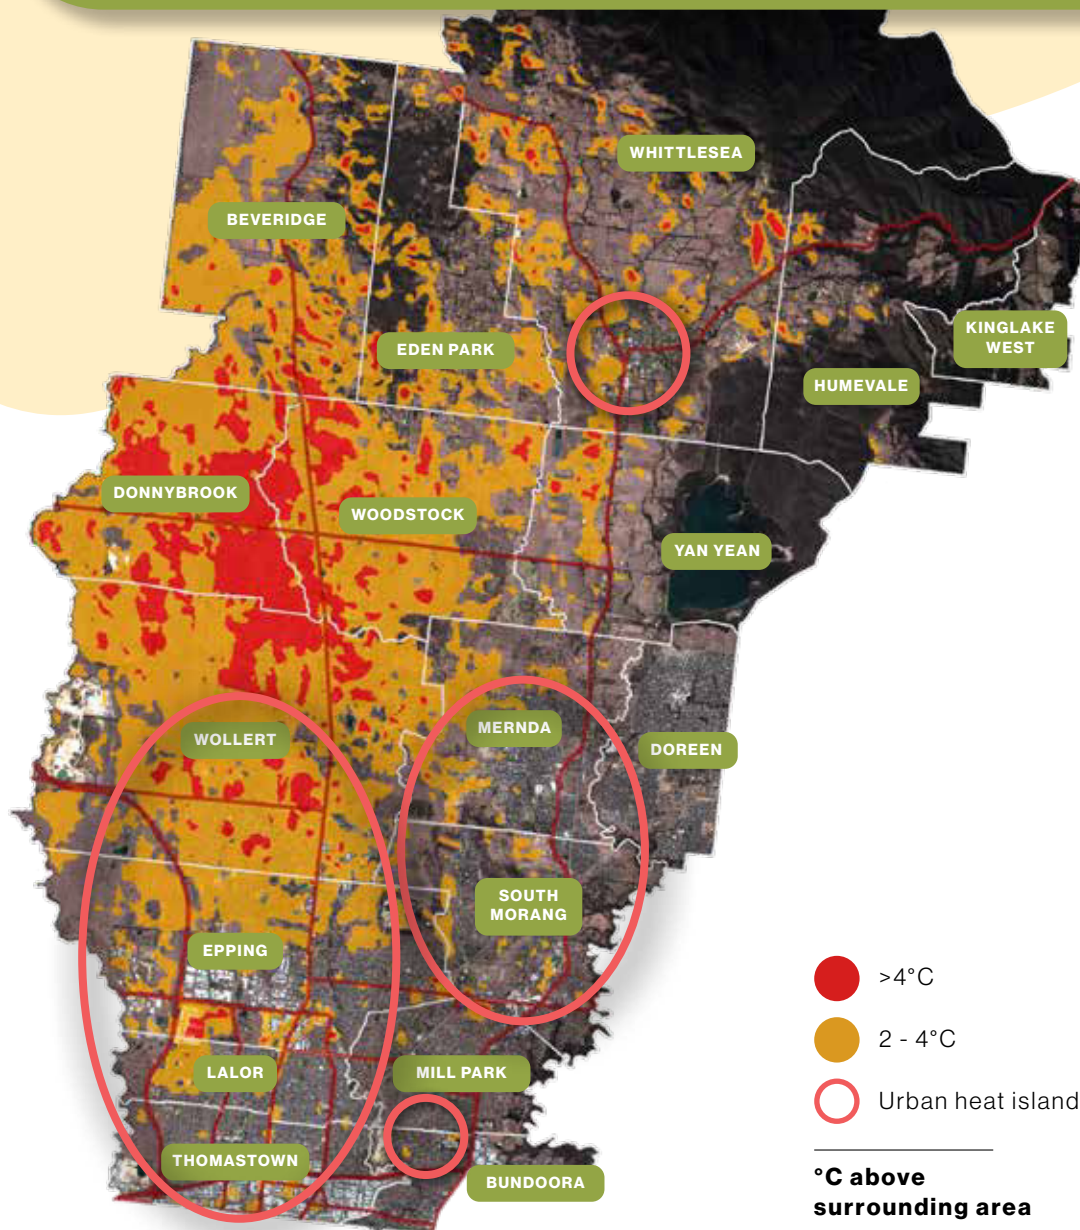 WHITTLESEA
BEVERIDGE
KINGLAKE
WEST
EDEN PARK
HUMEVALE
DONNYBROOK
WOODSTOCK
YAN YEAN
MERNDA
WOLLERT
DOREEN
SOUTH
MORANG
EPPING
>4°C
2 - 4°C
LALOR
MILL PARK
Urban heat island
THOMASTOWN
BUNDOORA
°C above
surrounding area